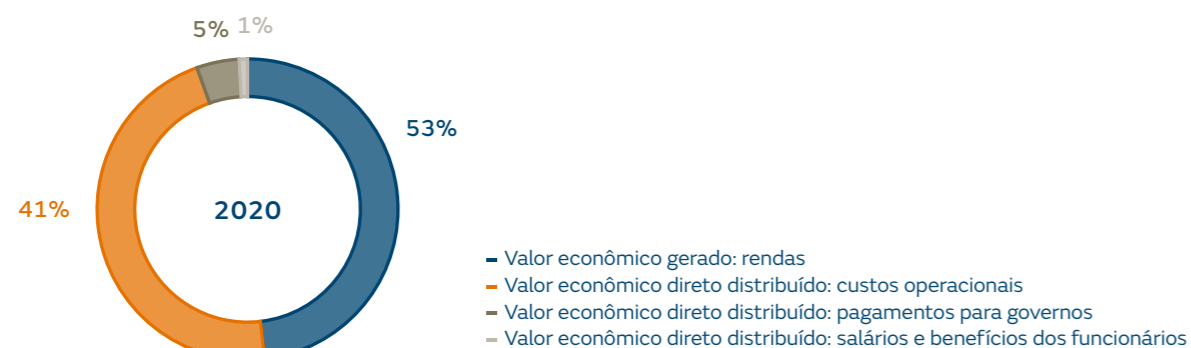 5% 1%
53%
41%
2020
Valor econômico gerado: rendas
Valor econômico direto distribuído: custos operacionais
Valor econômico direto distribuído: pagamentos para governos
Valor econômico direto distribuído: salários e benefícios dos funcionários